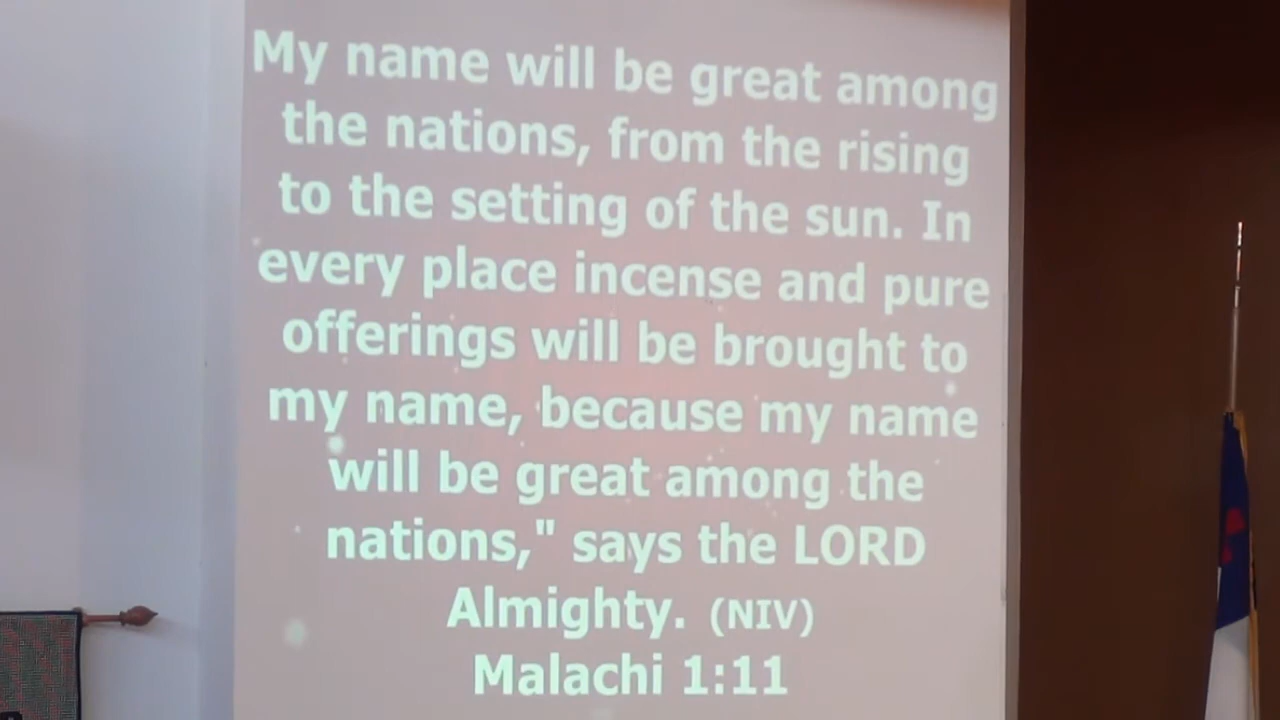 My name will be great among
the nations, from the rising
to the setting of the sun. In
every place incense and pure
offerings will be brought to
my name, because my name
will be great among the
nations," says the LORD
Almighty. (NIV)
Malachi 1:11